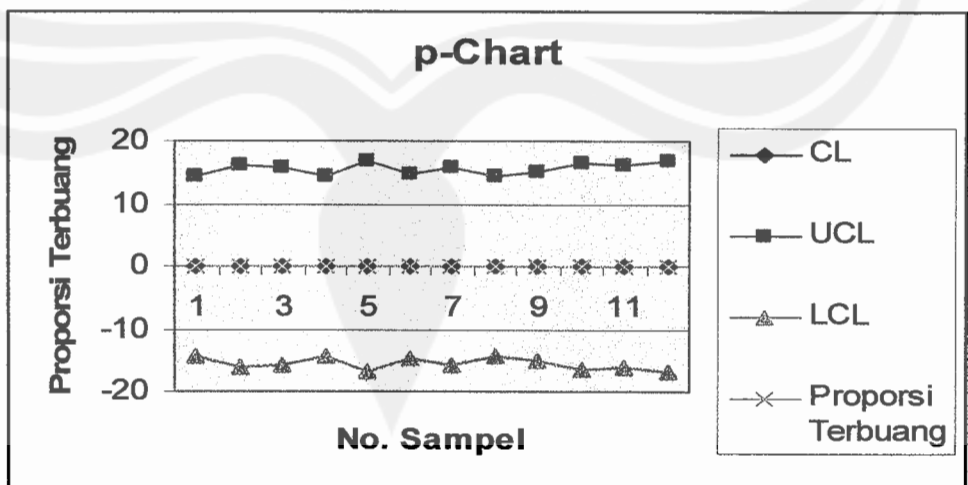 p-Chart
Proporsi Terbuang
20
10
0
-10
-20
1 3 5 7 9 11
No. Sampel
CL
UCL
LCL
Proporsi
Terbuang